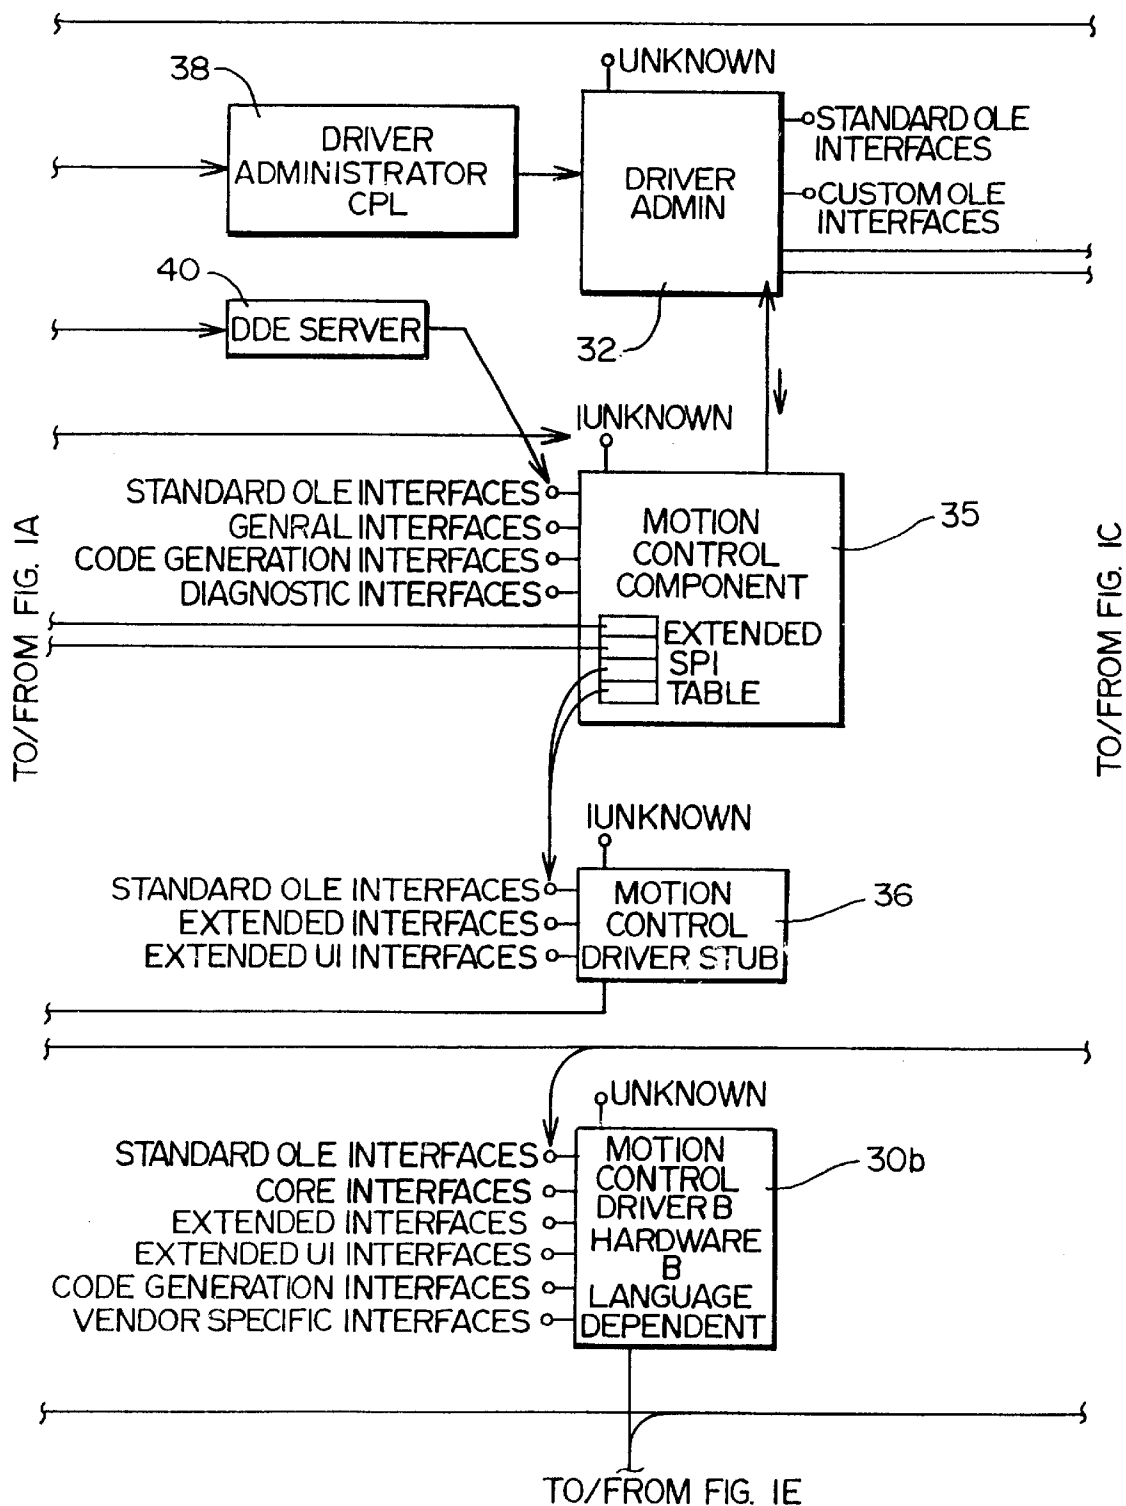 UNKNOWN
38
DRIVER
ADMINISTRATOR
CPL
DRIVER
ADMIN
STANDARD OLE
INTERFACES
CUSTOM OLE
INTERFACES
40
DDE SERVER
32
IUNKNOWN
STANDARD OLE INTERFACES
GENRAL INTERFACES
CODE GENERATION INTERFACES
DIAGNOSTIC INTERFACES
MOTION
CONTROL
COMPONENT
35
EXTENDED
SPI
TABLE
TO/FROM FIG. 1A
TO/FROM FIG. 1C
IUNKNOWN
STANDARD OLE INTERFACES
EXTENDED INTERFACES
EXTENDED UI INTERFACES
MOTION
CONTROL
DRIVER STUB
36
UNKNOWN
STANDARD OLE INTERFACES
CORE INTERFACES
EXTENDED INTERFACES
EXTENDED UI INTERFACES
CODE GENERATION INTERFACES
VENDOR SPECIFIC INTERFACES
MOTION
CONTROL
DRIVER B
HARDWARE
B
LANGUAGE
DEPENDENT
30b
TO/FROM FIG. 1E